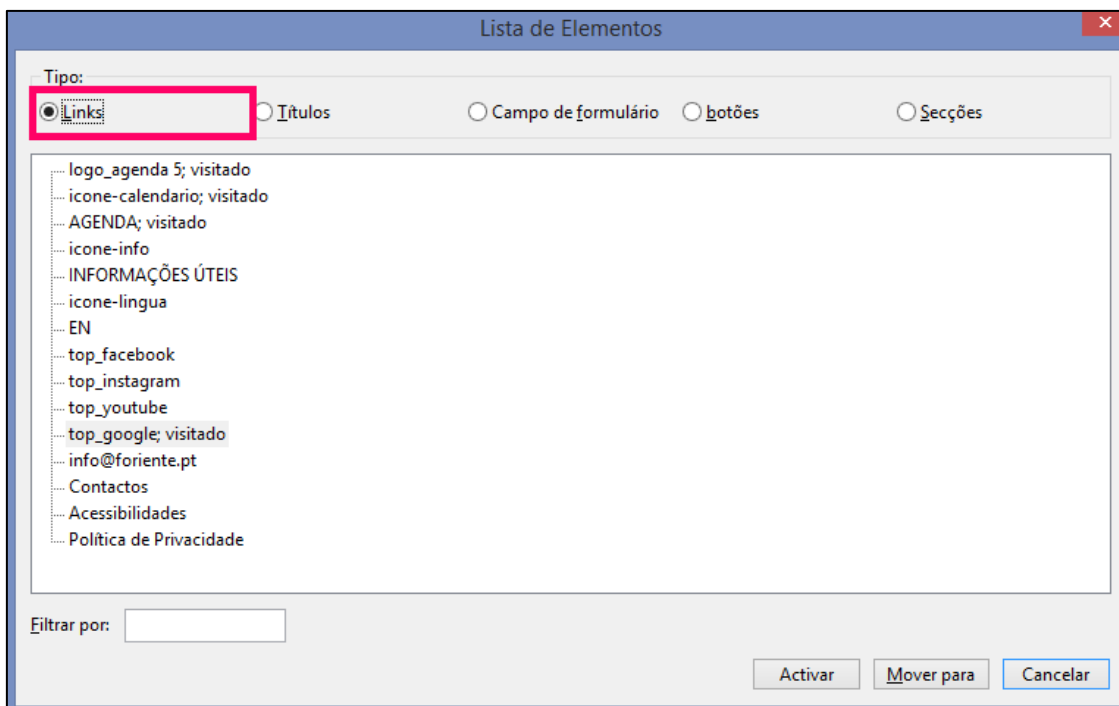 Lista de Elementos
Tipo:
Links Títulos Campo de formulário botões Secções
logo_agenda 5; visitado
icone-calendario; visitado
AGENDA; visitado
icone-info
INFORMAÇÕES ÚTEIS
icone-lingua
EN
top_facebook
top_instagram
top_youtube
top_google; visitado
info@foriente.pt
Contactos
Acessibilidades
Política de Privacidade
Filtrar por:
Activar Mover para Cancelar